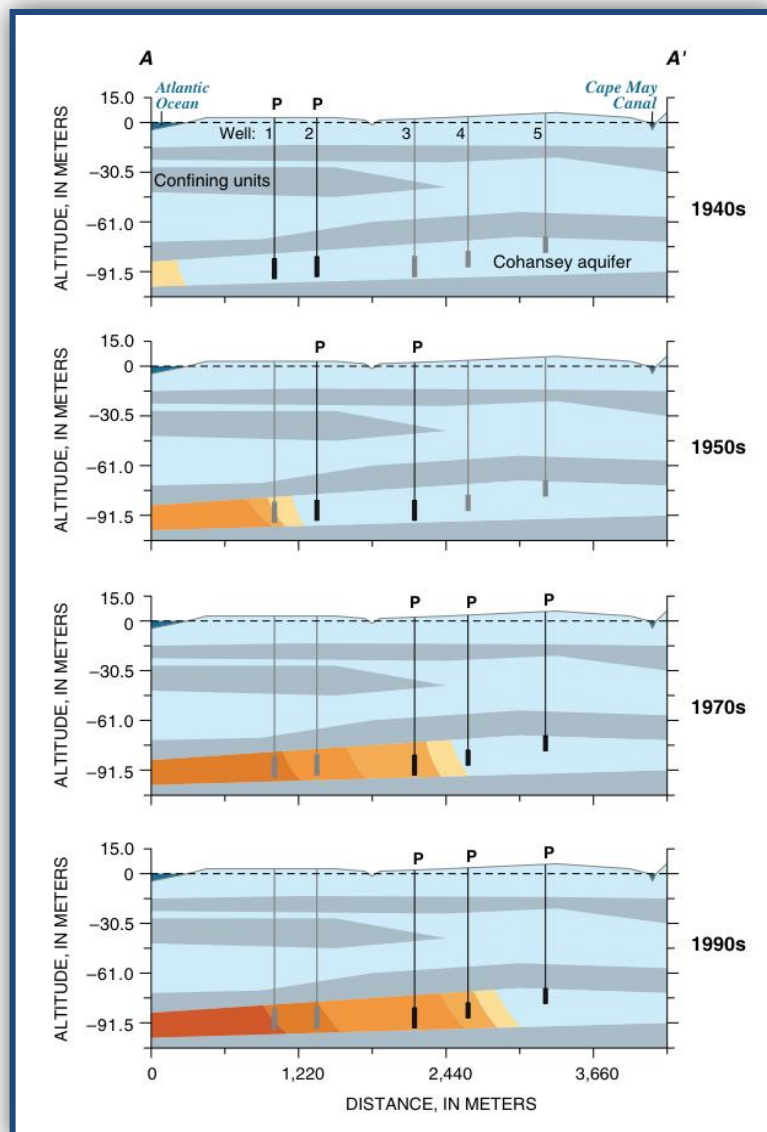 A A'
Atlantic
Ocean
Cape May
Canal
P P
15.0
0
Well: 1 2 3 4 5
−30.5
Confining units
−61.0
Cohansey aquifer
−91.5
ALTITUDE, IN METERS
1940s
P P
15.0
0
−30.5
−61.0
−91.5
ALTITUDE, IN METERS
1950s
P P P
15.0
0
−30.5
−61.0
−91.5
ALTITUDE, IN METERS
1970s
P P P
15.0
0
−30.5
−61.0
−91.5
ALTITUDE, IN METERS
1990s
0 1,220 2,440 3,660
DISTANCE, IN METERS